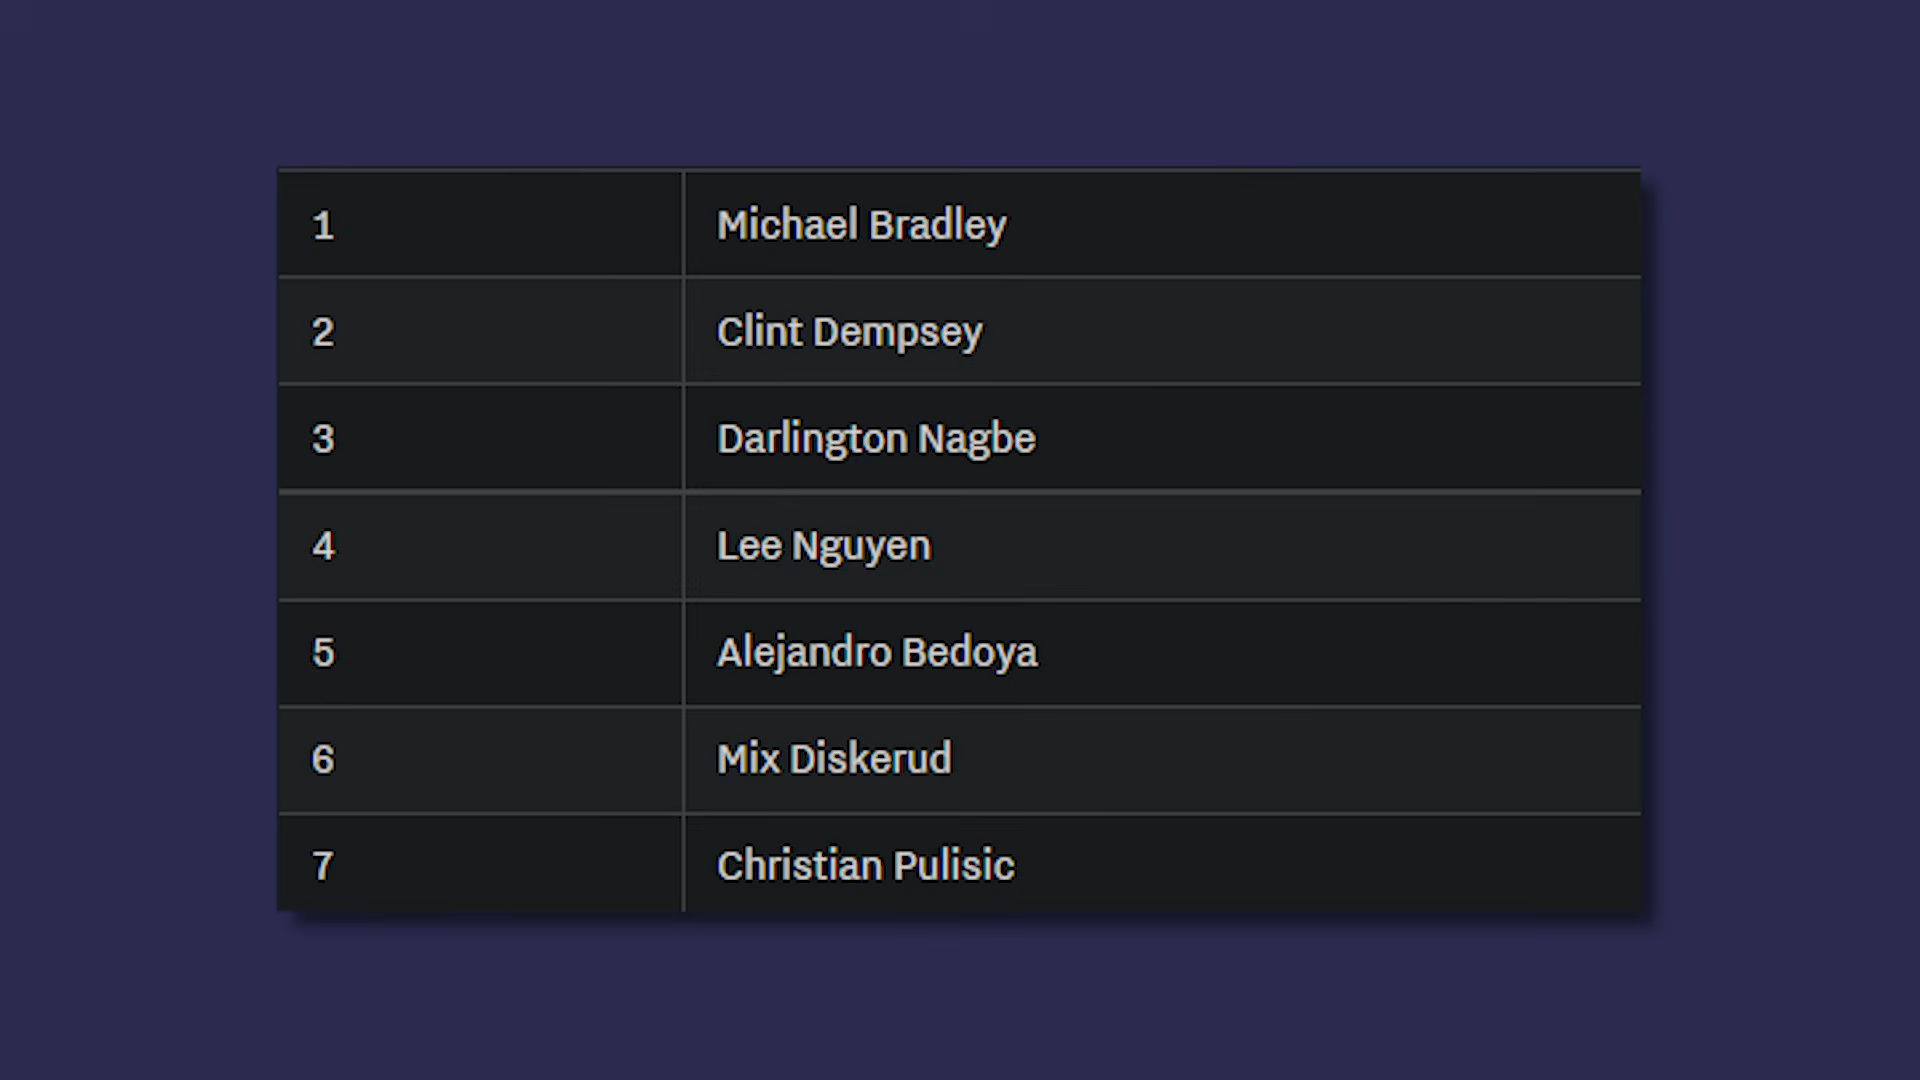 1 Michael Bradley
2 Clint Dempsey
3 Darlington Nagbe
4 Lee Nguyen
5 Alejandro Bedoya
6 Mix Diskerud
7 Christian Pulisic